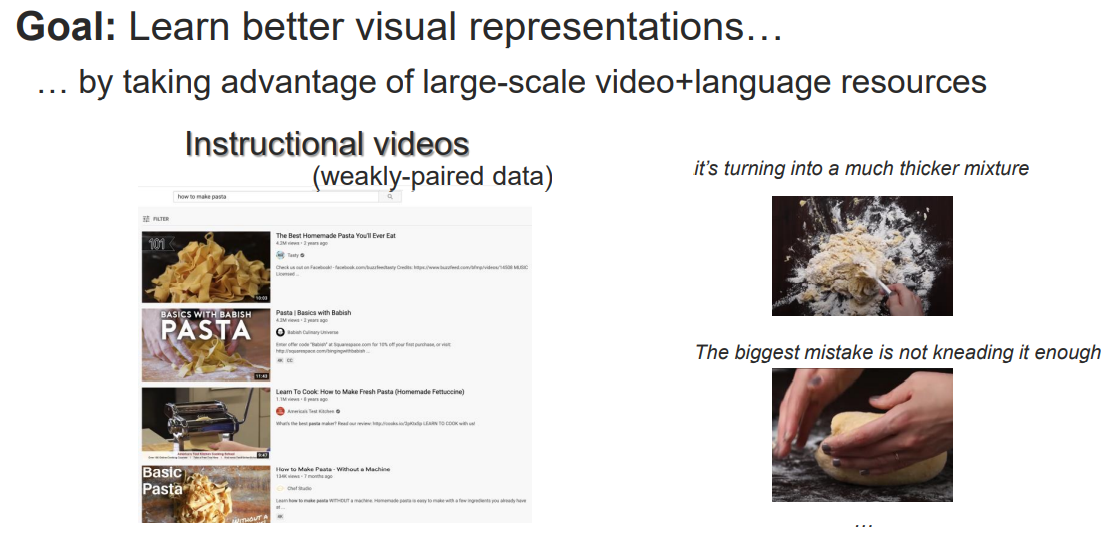 Goal: Learn better visual representations…
… by taking advantage of large-scale video+language resources
Instructional videos
(weakly-paired data)
how to make pasta
FILTER
101
10:03
The Best Homemade Pasta You'll Ever Eat
4.2M views • 2 years ago
Tasty
Check us out on Facebook! - facebook.com/buzzfeedtasty Credits: https://www.buzzfeed.com/bfmp/videos/14508 MUSIC
Licensed ...
BASICS WITH BABISH
PASTA
11:43
Pasta | Basics with Babish
4.2M views • 2 years ago
Babish Culinary Universe
Enter offer code "Babish" at Squarespace.com for 10% off your first purchase, or visit:
http://squarespace.com/bingingwithbabish ...
4K CC
America's Test Kitchen Cooking School
9:47
Learn To Cook: How to Make Fresh Pasta (Homemade Fettuccine)
1.1M views • 8 years ago
America's Test Kitchen
What's the best pasta maker? Read our review: LEARN TO COOK with us!
Basic
Pasta
WITHOUT A
How to Make Pasta - Without a Machine
134K views • 7 months ago
Chef Studio
Learn how to make pasta WITHOUT a machine. Homemade pasta is easy to make with a few ingredients you already have
at ...
4K
it's turning into a much thicker mixture
The biggest mistake is not kneading it enough
…